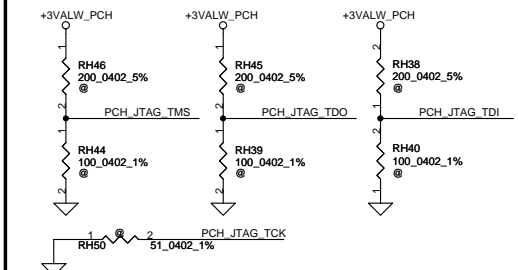 +3VALW_PCH
+3VALW_PCH
+3VALW_PCH
1
RH46
200_0402_5%
@
2
1
RH45
200_0402_5%
@
2
2
RH38
200_0402_5%
@
1
PCH_JTAG_TMS
PCH_JTAG_TDO
PCH_JTAG_TDI
1
RH44
100_0402_1%
@
2
1
RH39
100_0402_1%
@
2
2
RH40
100_0402_1%
@
1
1 @ 2 PCH_JTAG_TCK
RH50 51_0402_1%